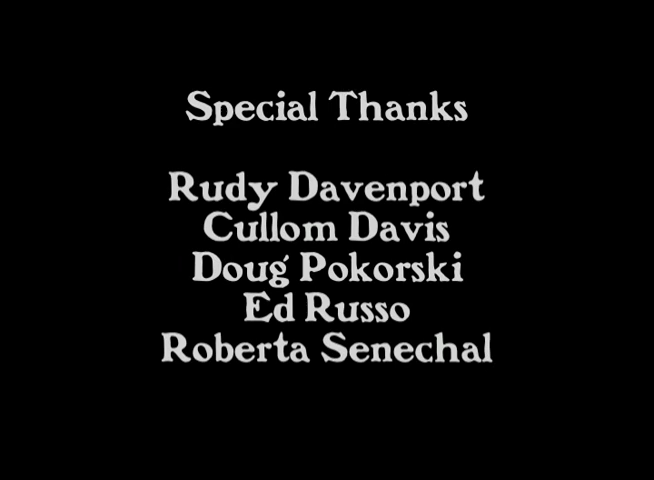 Special Thanks
Rudy Davenport
Cullom Davis
Doug Pokorski
Ed Russo
Roberta Senechal